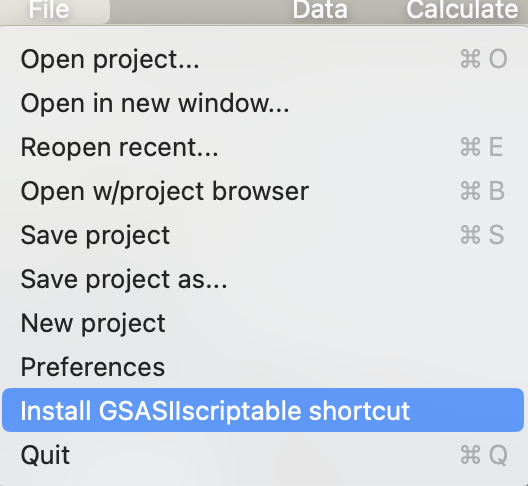 File Data Calculate
Open project... ⌘ O
Open in new window...
Reopen recent... ⌘ E
Open w/project browser ⌘ B
Save project ⌘ S
Save project as...
New project
Preferences
Install GSASIIscriptable shortcut
Quit ⌘ Q